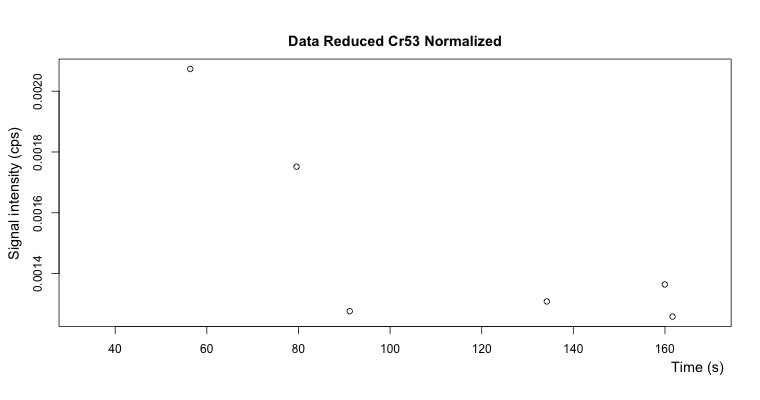 Data Reduced Cr53 Normalized
Signal intensity (cps)
0.0020
0.0018
0.0016
0.0014
40 60 80 100 120 140 160
Time (s)